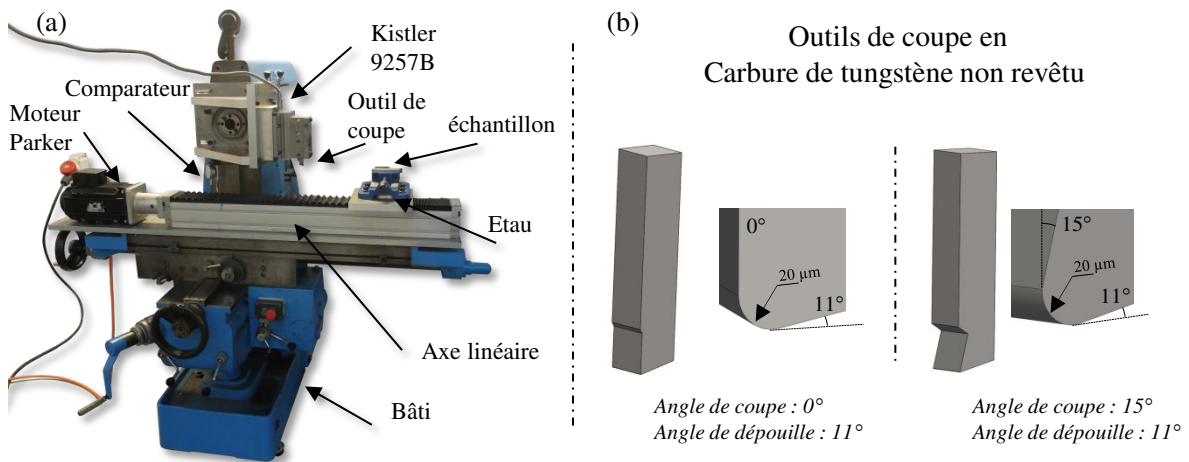 (a)
Kistler
9257B
Comparateur
Outil de
coupe
échantillon
Moteur
Parker
Etau
Axe linéaire
Bâti
(b)
Outils de coupe en
Carbure de tungstène non revêtu
0°
20 µm
11°
15°
20 µm
11°
Angle de coupe : 0°
Angle de dépouille : 11°
Angle de coupe : 15°
Angle de dépouille : 11°